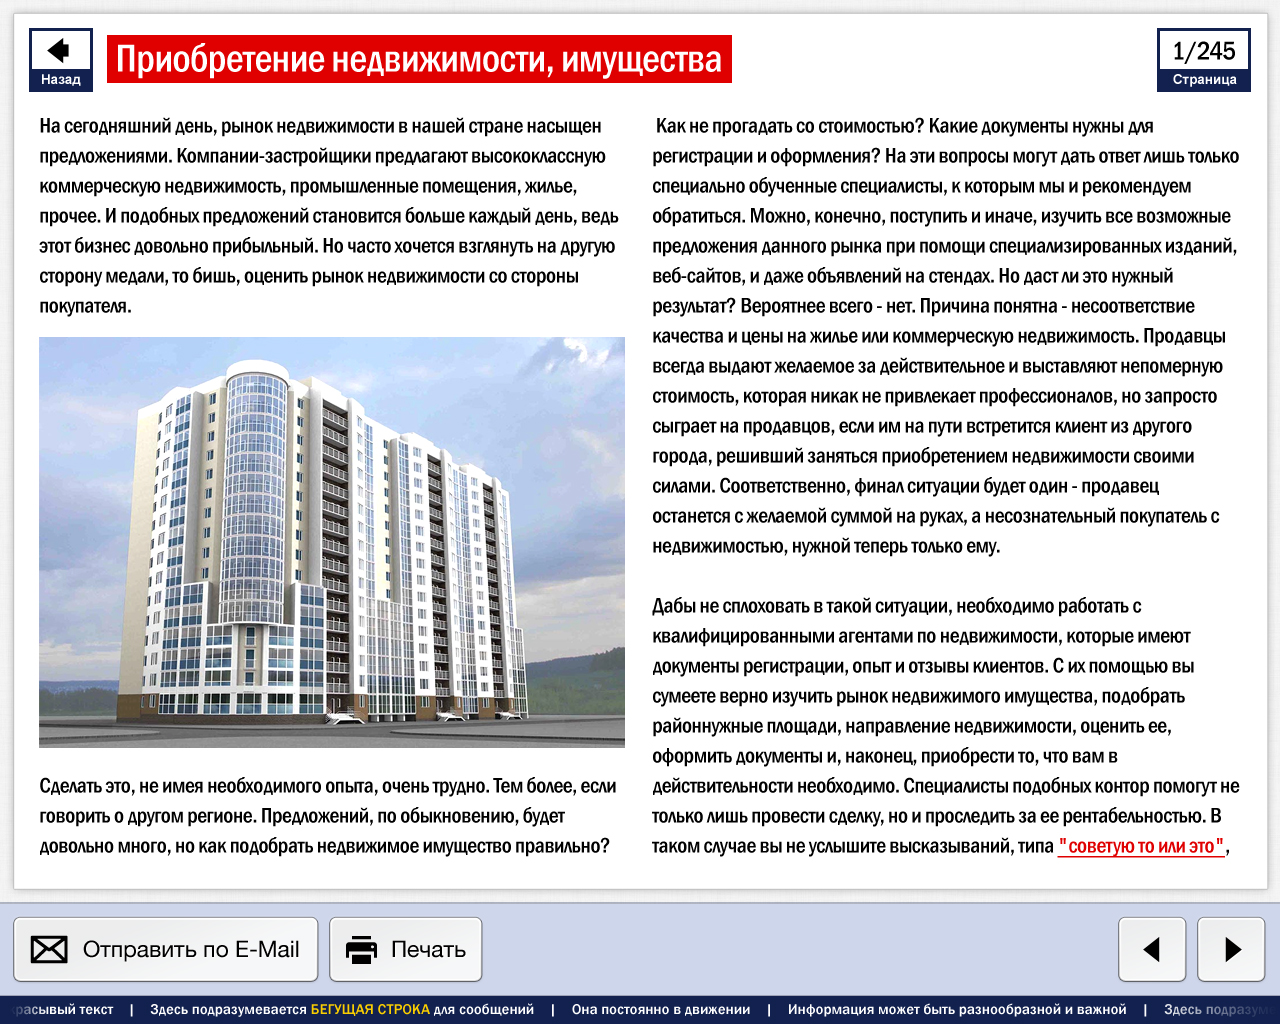 Назад
Приобретение недвижимости, имущества
1/245
Страница
На сегодняшний день, рынок недвижимости в нашей стране насыщен
предложениями. Компании-застройщики предлагают высококлассную
коммерческую недвижимость, промышленные помещения, жилье,
прочее. И подобных предложений становится больше каждый день, ведь
этот бизнес довольно прибыльный. Но часто хочется взглянуть на другую
сторону медали, то бишь, оценить рынок недвижимости со стороны
покупателя.
Сделать это, не имея необходимого опыта, очень трудно. Тем более, если
говорить о другом регионе. Предложений, по обыкновению, будет
довольно много, но как подобрать недвижимое имущество правильно?
Как не прогадать со стоимостью? Какие документы нужны для
регистрации и оформления? На эти вопросы могут дать ответ лишь только
специально обученные специалисты, к которым мы и рекомендуем
обратиться. Можно, конечно, поступить и иначе, изучить все возможные
предложения данного рынка при помощи специализированных изданий,
веб-сайтов, и даже объявлений на стендах. Но даст ли это нужный
результат? Вероятнее всего - нет. Причина понятна - несоответствие
качества и цены на жилье или коммерческую недвижимость. Продавцы
всегда выдают желаемое за действительное и выставляют непомерную
стоимость, которая никак не привлекает профессионалов, но запросто
сыграет на продавцов, если им на пути встретится клиент из другого
города, решивший заняться приобретением недвижимости своими
силами. Соответственно, финал ситуации будет один - продавец
останется с желаемой суммой на руках, а несознательный покупатель с
недвижимостью, нужной теперь только ему.
Дабы не сплоховать в такой ситуации, необходимо работать с
квалифицированными агентами по недвижимости, которые имеют
документы регистрации, опыт и отзывы клиентов. С их помощью вы
сумеете верно изучить рынок недвижимого имущества, подобрать
районнужные площади, направление недвижимости, оценить ее,
оформить документы и, наконец, приобрести то, что вам в
действительности необходимо. Специалисты подобных контор помогут не
только лишь провести сделку, но и проследить за ее рентабельностью. В
таком случае вы не услышите высказываний, типа "советую то или это",
Отправить по E-Mail
Печать
расывый текст | Здесь подразумевается БЕГУЩАЯ СТРОКА для сообщений | Она постоянно в движении | Информация может быть разнообразной и важной | Здесь подразум